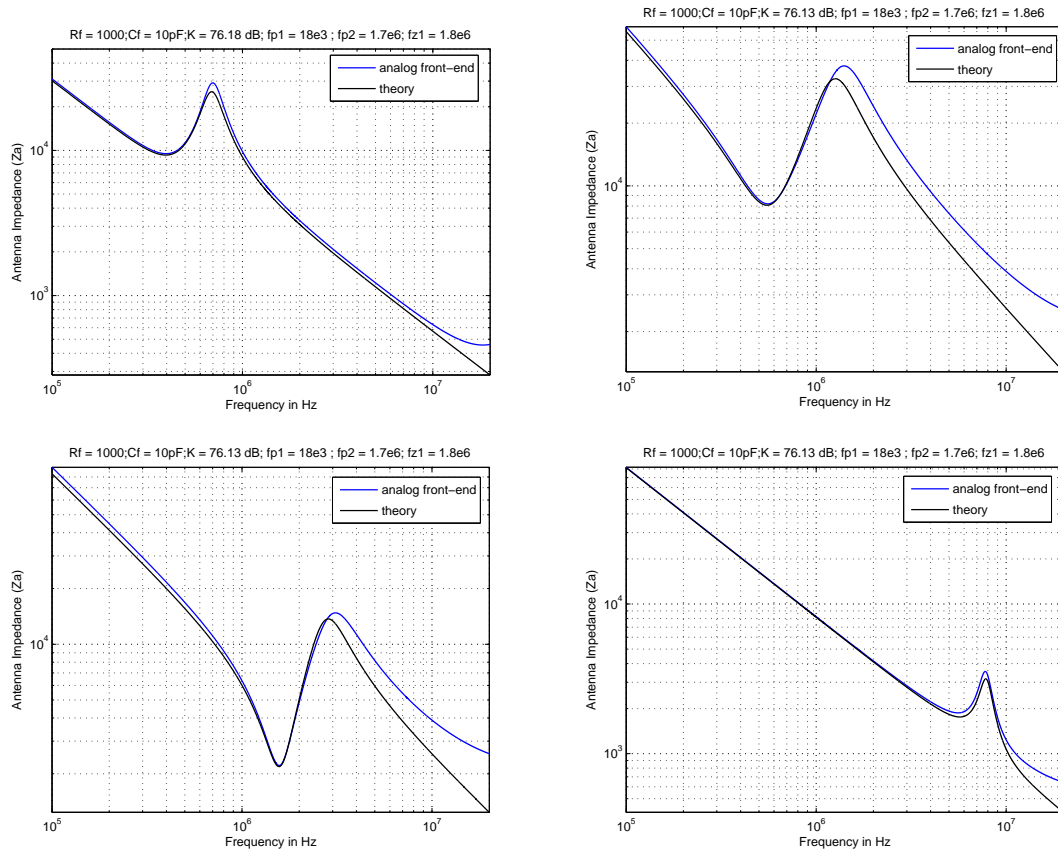 Rf = 1000;Cf = 10pF;K = 76.18 dB; fp1 = 18e3 ; fp2 = 1.7e6; fz1 = 1.8e6
analog front−end
theory
Antenna Impedance (Za)
10^4
10^3
10^5
10^6
10^7
Frequency in Hz
Rf = 1000;Cf = 10pF;K = 76.13 dB; fp1 = 18e3 ; fp2 = 1.7e6; fz1 = 1.8e6
analog front−end
theory
Antenna Impedance (Za)
10^4
10^5
10^6
10^7
Frequency in Hz
Rf = 1000;Cf = 10pF;K = 76.13 dB; fp1 = 18e3 ; fp2 = 1.7e6; fz1 = 1.8e6
analog front−end
theory
Antenna Impedance (Za)
10^4
10^5
10^6
10^7
Frequency in Hz
Rf = 1000;Cf = 10pF;K = 76.13 dB; fp1 = 18e3 ; fp2 = 1.7e6; fz1 = 1.8e6
analog front−end
theory
Antenna Impedance (Za)
10^4
10^3
10^5
10^6
10^7
Frequency in Hz